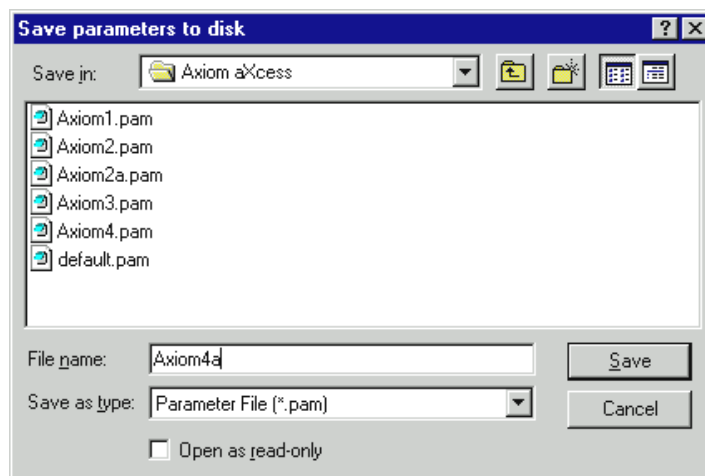 Save parameters to disk
Save in: Axiom aXcess
Axiom1.pam
Axiom2.pam
Axiom2a.pam
Axiom3.pam
Axiom4.pam
default.pam
File name: Axiom4a Save
Save as type: Parameter File (*.pam) Cancel
Open as read-only